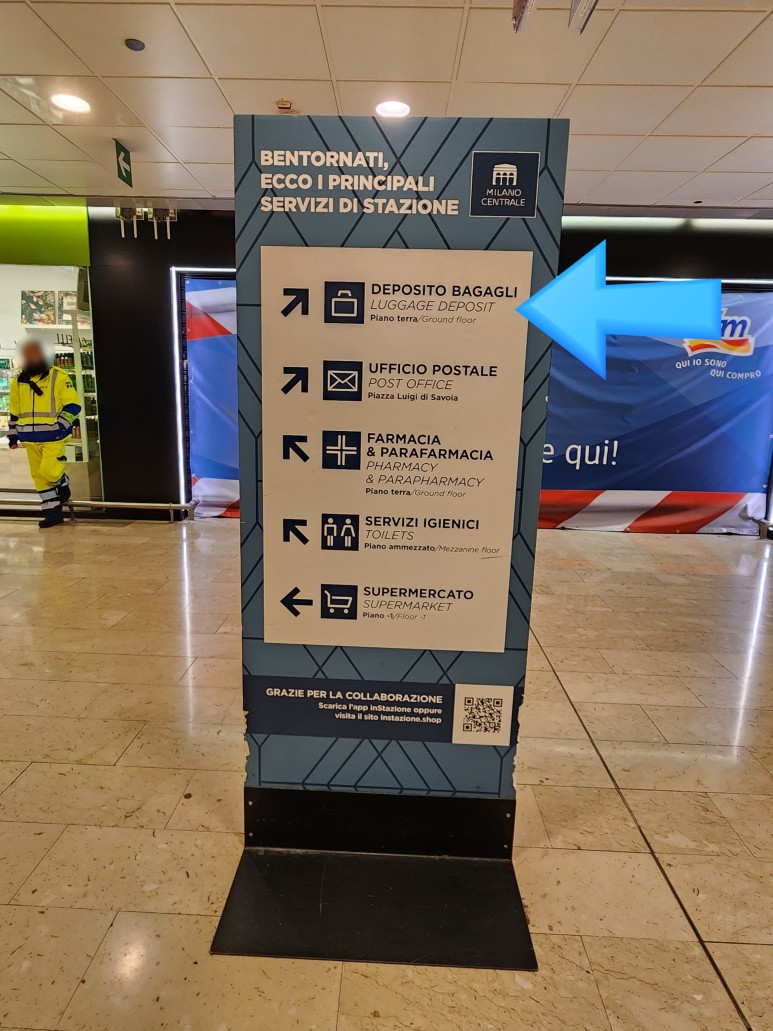 BENTORNATI,
ECCO I PRINCIPALI
SERVIZI DI STAZIONE
MILANO
CENTRALE
DEPOSITO BAGAGLI
LUGGAGE DEPOSIT
Piano terra/Ground floor
UFFICIO POSTALE
POST OFFICE
Piazza Luigi di Savoia
FARMACIA
& PARAFARMACIA
PHARMACY
& PARAPHARMACY
Piano terra/Ground floor
SERVIZI IGIENICI
TOILETS
Piano ammezzato/Mezzanine floor
SUPERMERCATO
SUPERMARKET
Piano -1/Floor -1
GRAZIE PER LA COLLABORAZIONE
Scarica l'app inStazione oppure
visita il sito instazione.shop
QUI IO SONO
QUI COMPRO
e qui!